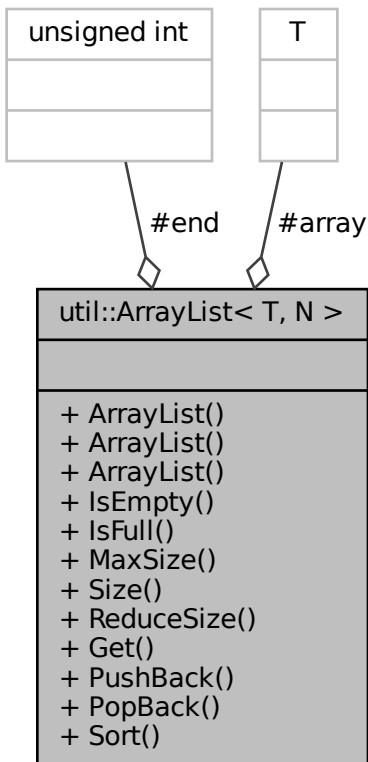 unsigned int
T
#end
#array
util::ArrayList< T, N >
+ ArrayList()
+ ArrayList()
+ ArrayList()
+ IsEmpty()
+ IsFull()
+ MaxSize()
+ Size()
+ ReduceSize()
+ Get()
+ PushBack()
+ PopBack()
+ Sort()